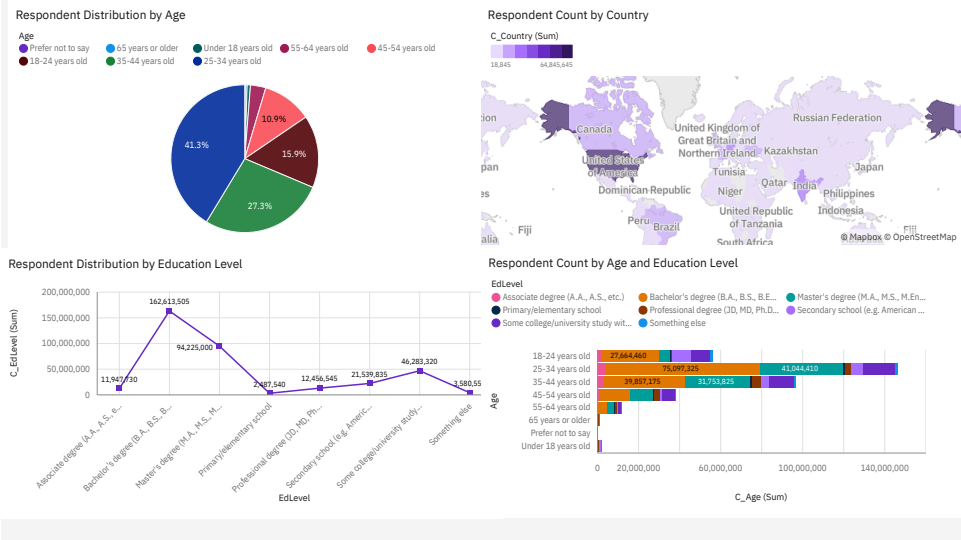 Respondent Distribution by Age
Age
Prefer not to say
65 years or older
Under 18 years old
55-64 years old
45-54 years old
18-24 years old
35-44 years old
25-34 years old
10.9%
41.3%
15.9%
27.3%
Respondent Count by Country
C_Country (Sum)
18,845
64,845,645
Canada
United States
of America
Dominican Republic
Peru
Brazil
Fiji
alia
pan
United Kingdom of
Great Britain and
Northern Ireland
Russian Federation
Kazakhstan
Japan
Tunisia
Qatar
India
Niger
Philippines
United Republic
of Tanzania
Indonesia
South Africa
© Mapbox © OpenStreetMap
Respondent Distribution by Education Level
C_EdLevel (Sum)
200,000,000
150,000,000
100,000,000
50,000,000
0
11,947,730
162,613,505
94,225,000
2,487,540
12,456,545
21,539,835
46,283,320
3,580,55
Associate degree (A.A., A.S., e...
Bachelor's degree (B.A., B.S., B...
Master's degree (M.A., M.S., M...
Primary/elementary school
Professional degree (JD, MD, Ph...
Secondary school (e.g. Americ...
Some college/university study...
Something else
EdLevel
Respondent Count by Age and Education Level
EdLevel
Associate degree (A.A., A.S., etc.)
Bachelor's degree (B.A., B.S., B.E...
Master's degree (M.A., M.S., M.En...
Primary/elementary school
Professional degree (JD, MD, Ph.D...
Secondary school (e.g. American ...
Some college/university study wit...
Something else
Age
18-24 years old
27,664,460
25-34 years old
75,097,325
41,044,410
35-44 years old
39,857,175
31,753,825
45-54 years old
55-64 years old
65 years or older
Prefer not to say
Under 18 years old
0
20,000,000
60,000,000
100,000,000
140,000,000
C_Age (Sum)